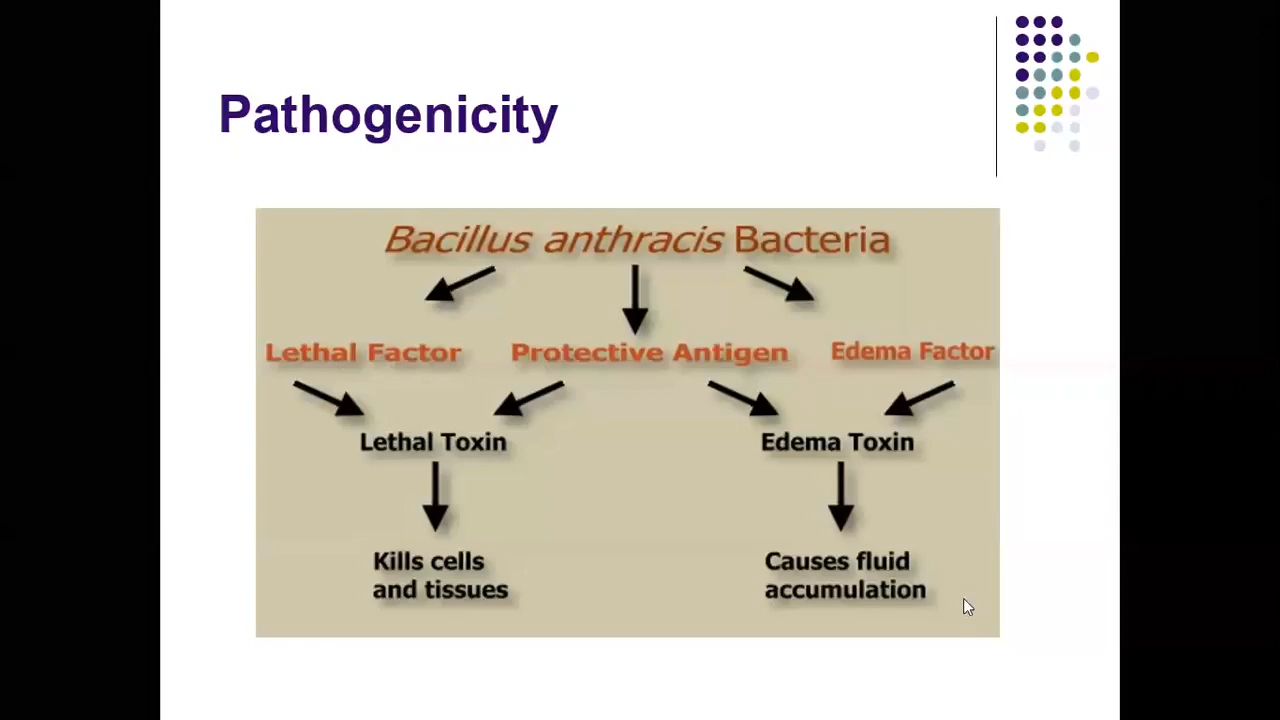 Pathogenicity
Bacillus anthracis Bacteria
Lethal Factor
Protective Antigen
Edema Factor
Lethal Toxin
Edema Toxin
Kills cells
and tissues
Causes fluid
accumulation